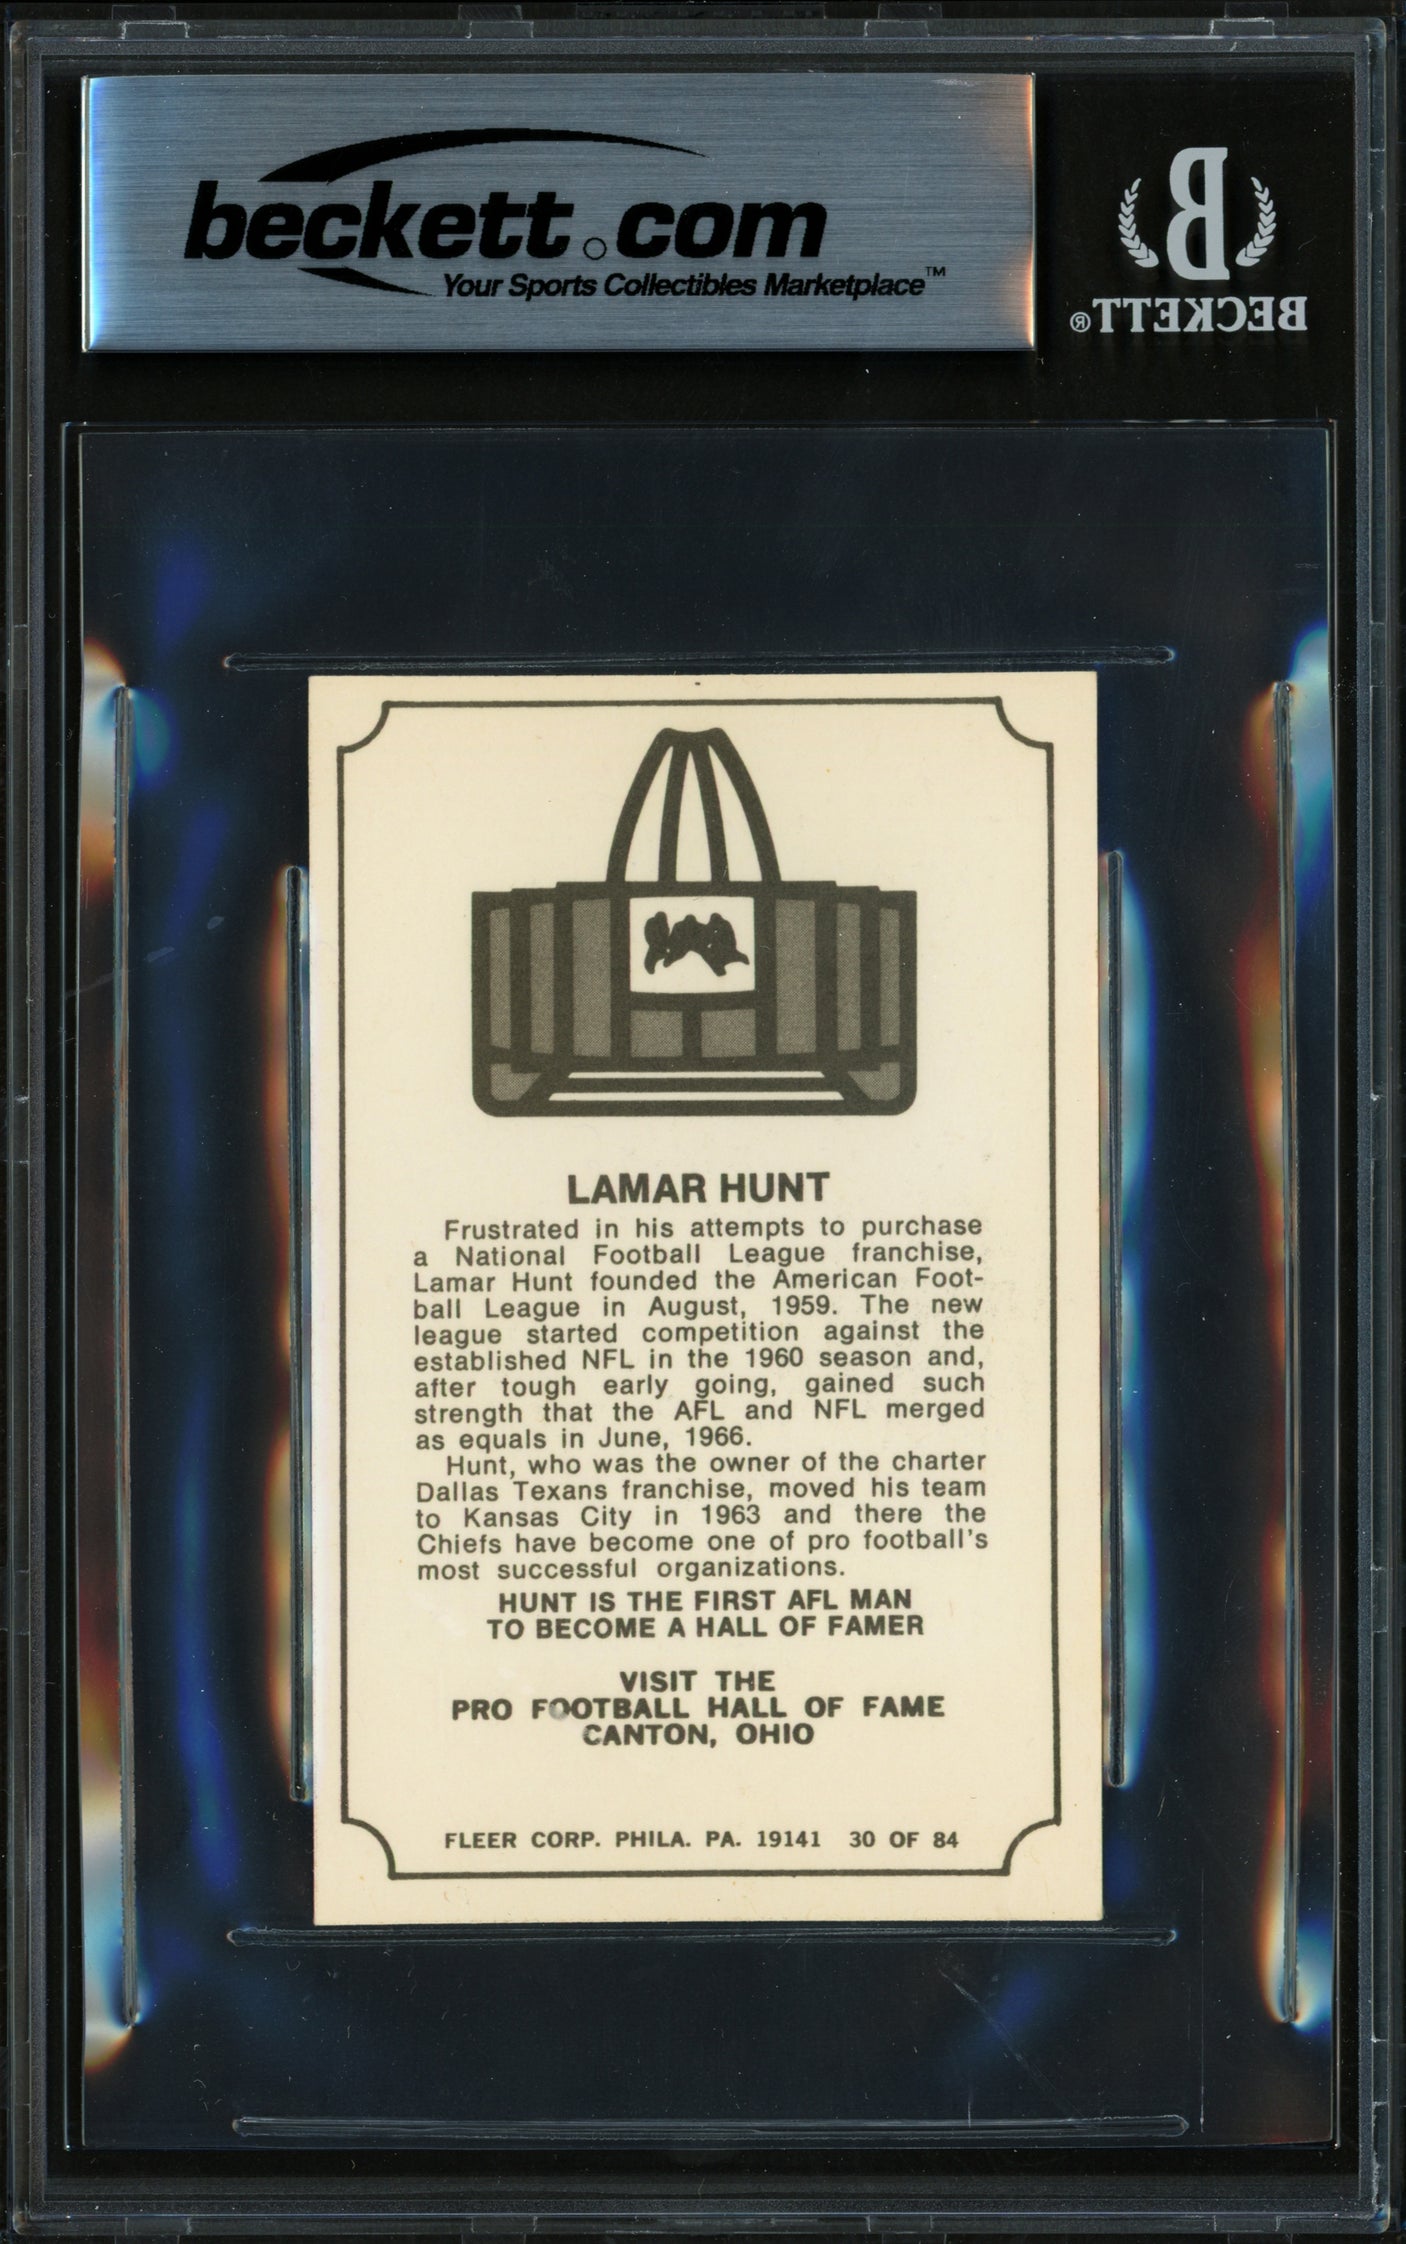 beckett.com
Your Sports Collectibles Marketplace™
B
BECKETT®
LAMAR HUNT
Frustrated in his attempts to purchase
a National Football League franchise,
Lamar Hunt founded the American Foot-
ball League in August, 1959. The new
league started competition against the
established NFL in the 1960 season and,
after tough early going, gained such
strength that the AFL and NFL merged
as equals in June, 1966.
Hunt, who was the owner of the charter
Dallas Texans franchise, moved his team
to Kansas City in 1963 and there the
Chiefs have become one of pro football's
most successful organizations.
HUNT IS THE FIRST AFL MAN
TO BECOME A HALL OF FAMER
VISIT THE
PRO FOOTBALL HALL OF FAME
CANTON, OHIO
FLEER CORP. PHILA. PA. 19141 30 OF 84